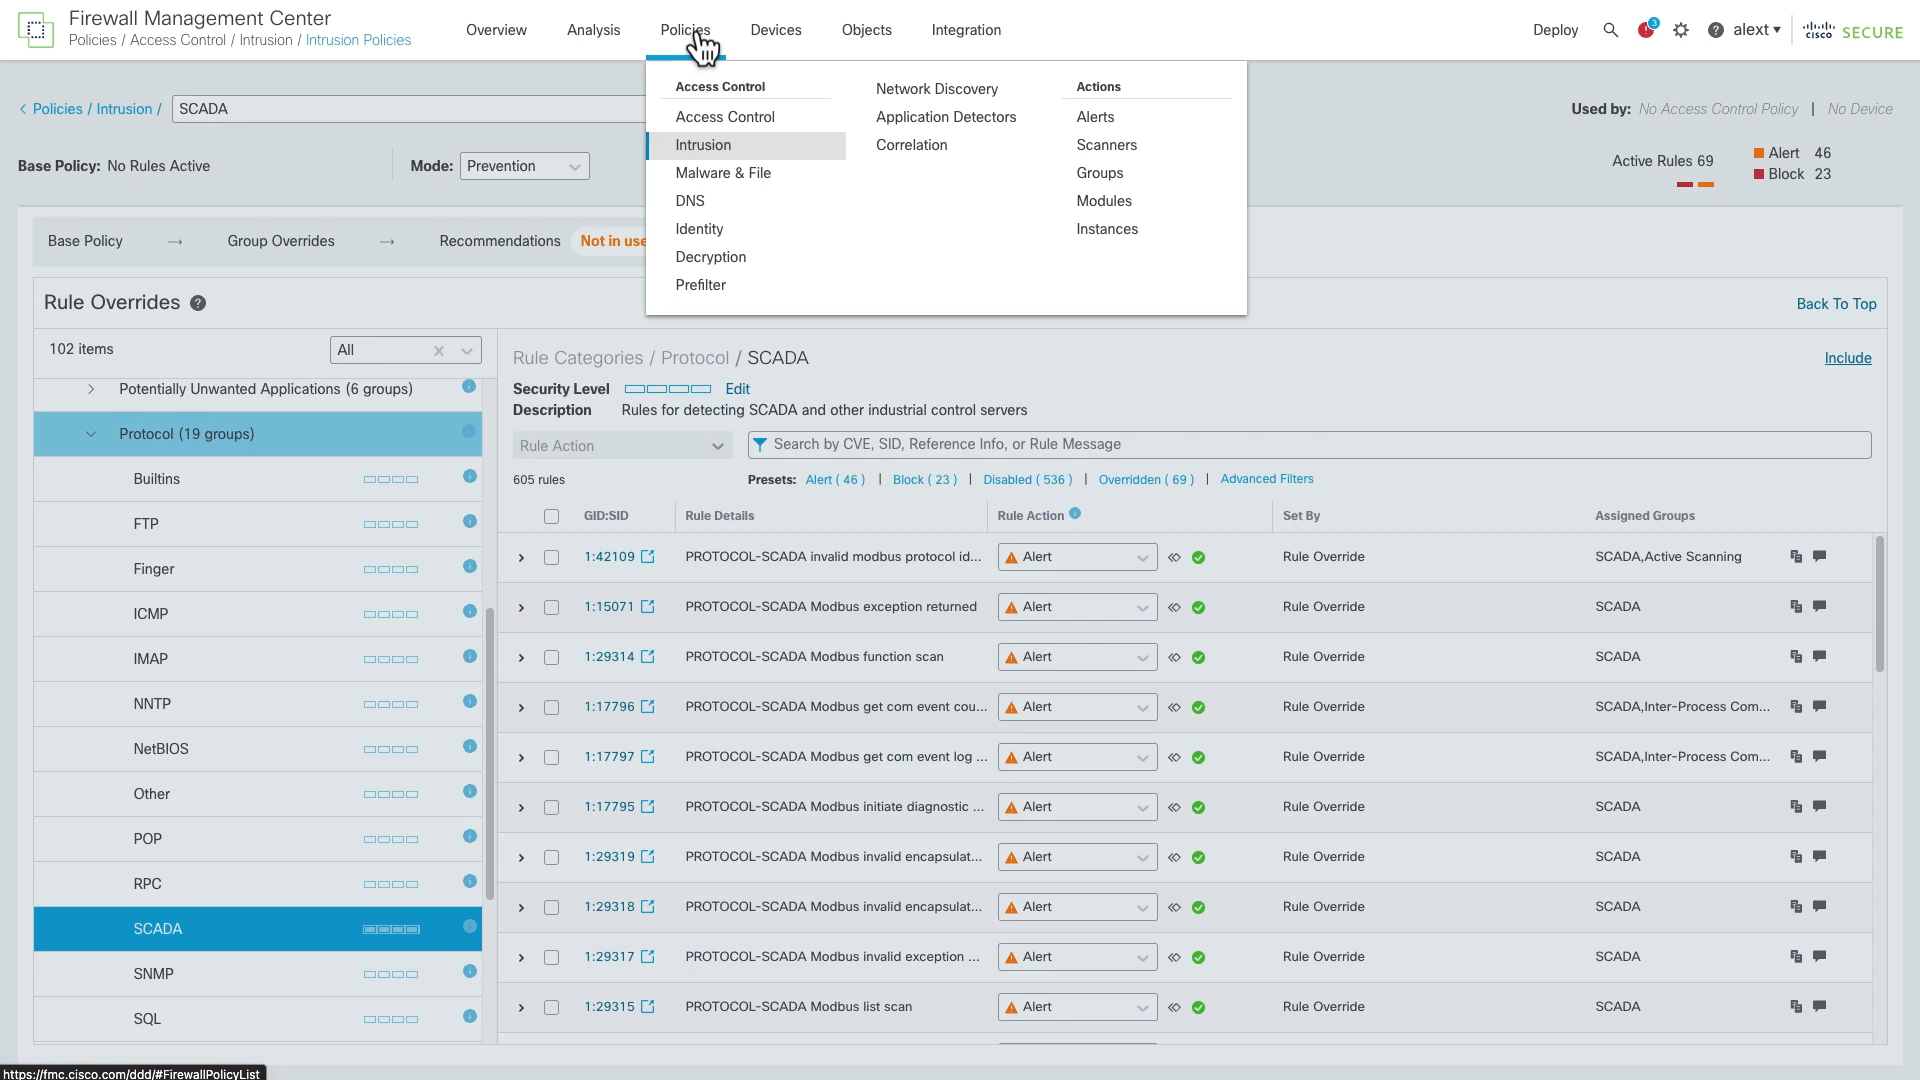 Firewall Management Center
Policies / Access Control / Intrusion / Intrusion Policies
Overview
Analysis
Policies
Devices
Objects
Integration
Deploy
3
alext
cisco SECURE
Access Control
Access Control
Intrusion
Malware & File
DNS
Identity
Decryption
Prefilter
Network Discovery
Application Detectors
Correlation
Actions
Alerts
Scanners
Groups
Modules
Instances
< Policies / Intrusion / SCADA
Used by: No Access Control Policy | No Device
Base Policy: No Rules Active
Mode: Prevention
Active Rules 69
Alert 46
Block 23
Base Policy → Group Overrides → Recommendations Not in use
Rule Overrides ?
Back To Top
102 items
All
Potentially Unwanted Applications (6 groups)
Protocol (19 groups)
Builtins
FTP
Finger
ICMP
IMAP
NNTP
NetBIOS
Other
POP
RPC
SCADA
SNMP
SQL
Rule Categories / Protocol / SCADA
Include
Security Level Edit
Description Rules for detecting SCADA and other industrial control servers
Rule Action
Search by CVE, SID, Reference Info, or Rule Message
605 rules
Presets: Alert ( 46 ) | Block ( 23 ) | Disabled ( 536 ) | Overridden ( 69 ) | Advanced Filters
GID:SID Rule Details Rule Action Set By Assigned Groups
1:42109 PROTOCOL-SCADA invalid modbus protocol id... Alert Rule Override SCADA,Active Scanning
1:15071 PROTOCOL-SCADA Modbus exception returned Alert Rule Override SCADA
1:29314 PROTOCOL-SCADA Modbus function scan Alert Rule Override SCADA
1:17796 PROTOCOL-SCADA Modbus get com event cou... Alert Rule Override SCADA,Inter-Process Com...
1:17797 PROTOCOL-SCADA Modbus get com event log ... Alert Rule Override SCADA,Inter-Process Com...
1:17795 PROTOCOL-SCADA Modbus initiate diagnostic ... Alert Rule Override SCADA
1:29319 PROTOCOL-SCADA Modbus invalid encapsulat... Alert Rule Override SCADA
1:29318 PROTOCOL-SCADA Modbus invalid encapsulat... Alert Rule Override SCADA
1:29317 PROTOCOL-SCADA Modbus invalid exception ... Alert Rule Override SCADA
1:29315 PROTOCOL-SCADA Modbus list scan Alert Rule Override SCADA
https://fmc.cisco.com/ddd/#FirewallPolicyList